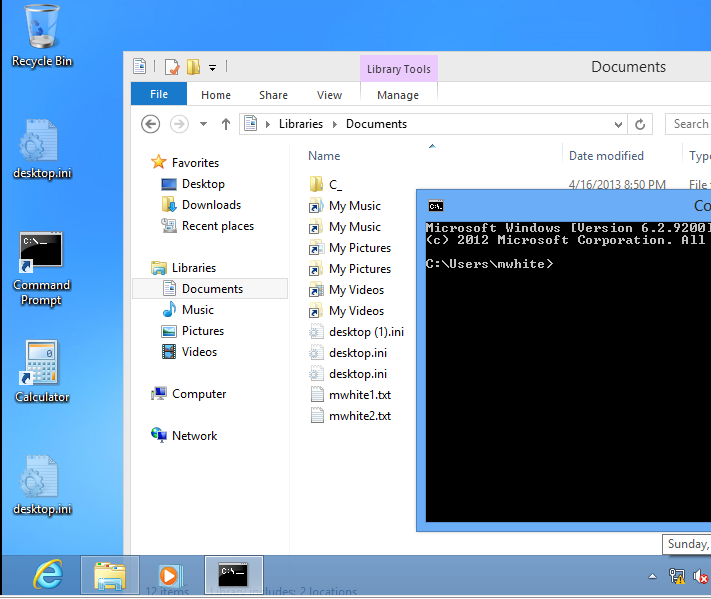 Recycle Bin
desktop.ini
C:\._
Command
Prompt
0
Calculator
desktop.ini
Library Tools
Documents
File
Home
Share
View
Manage
Libraries
Documents
Search
Favorites
Desktop
Downloads
Recent places
Libraries
Documents
Music
Pictures
Videos
Computer
Network
Name
Date modified
Type
C_
4/16/2013 8:50 PM
File
My Music
My Music
My Pictures
My Pictures
My Videos
My Videos
desktop (1).ini
desktop.ini
desktop.ini
mwhite1.txt
mwhite2.txt
C:\.
Co
Microsoft Windows [Version 6.2.9200]
(c) 2012 Microsoft Corporation. All
C:\Users\mwhite>
Sunday,
C:\._
12 items
Library includes: 2 locations